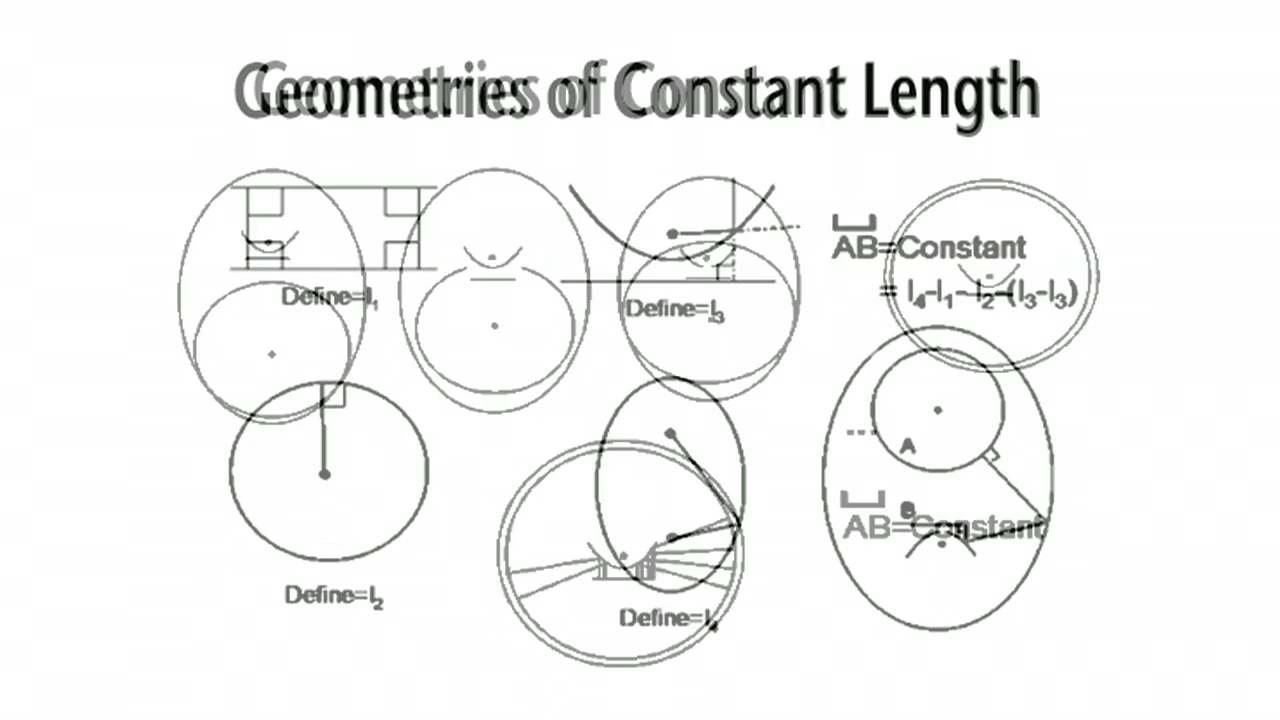 Geometries of Constant Length
AB=Constant
= l₄-l₁-l₂-(l₃-l₃)
Define=l₁
Define=l₃
A
B
AB=Constant
Define=l₂
Define=l₄